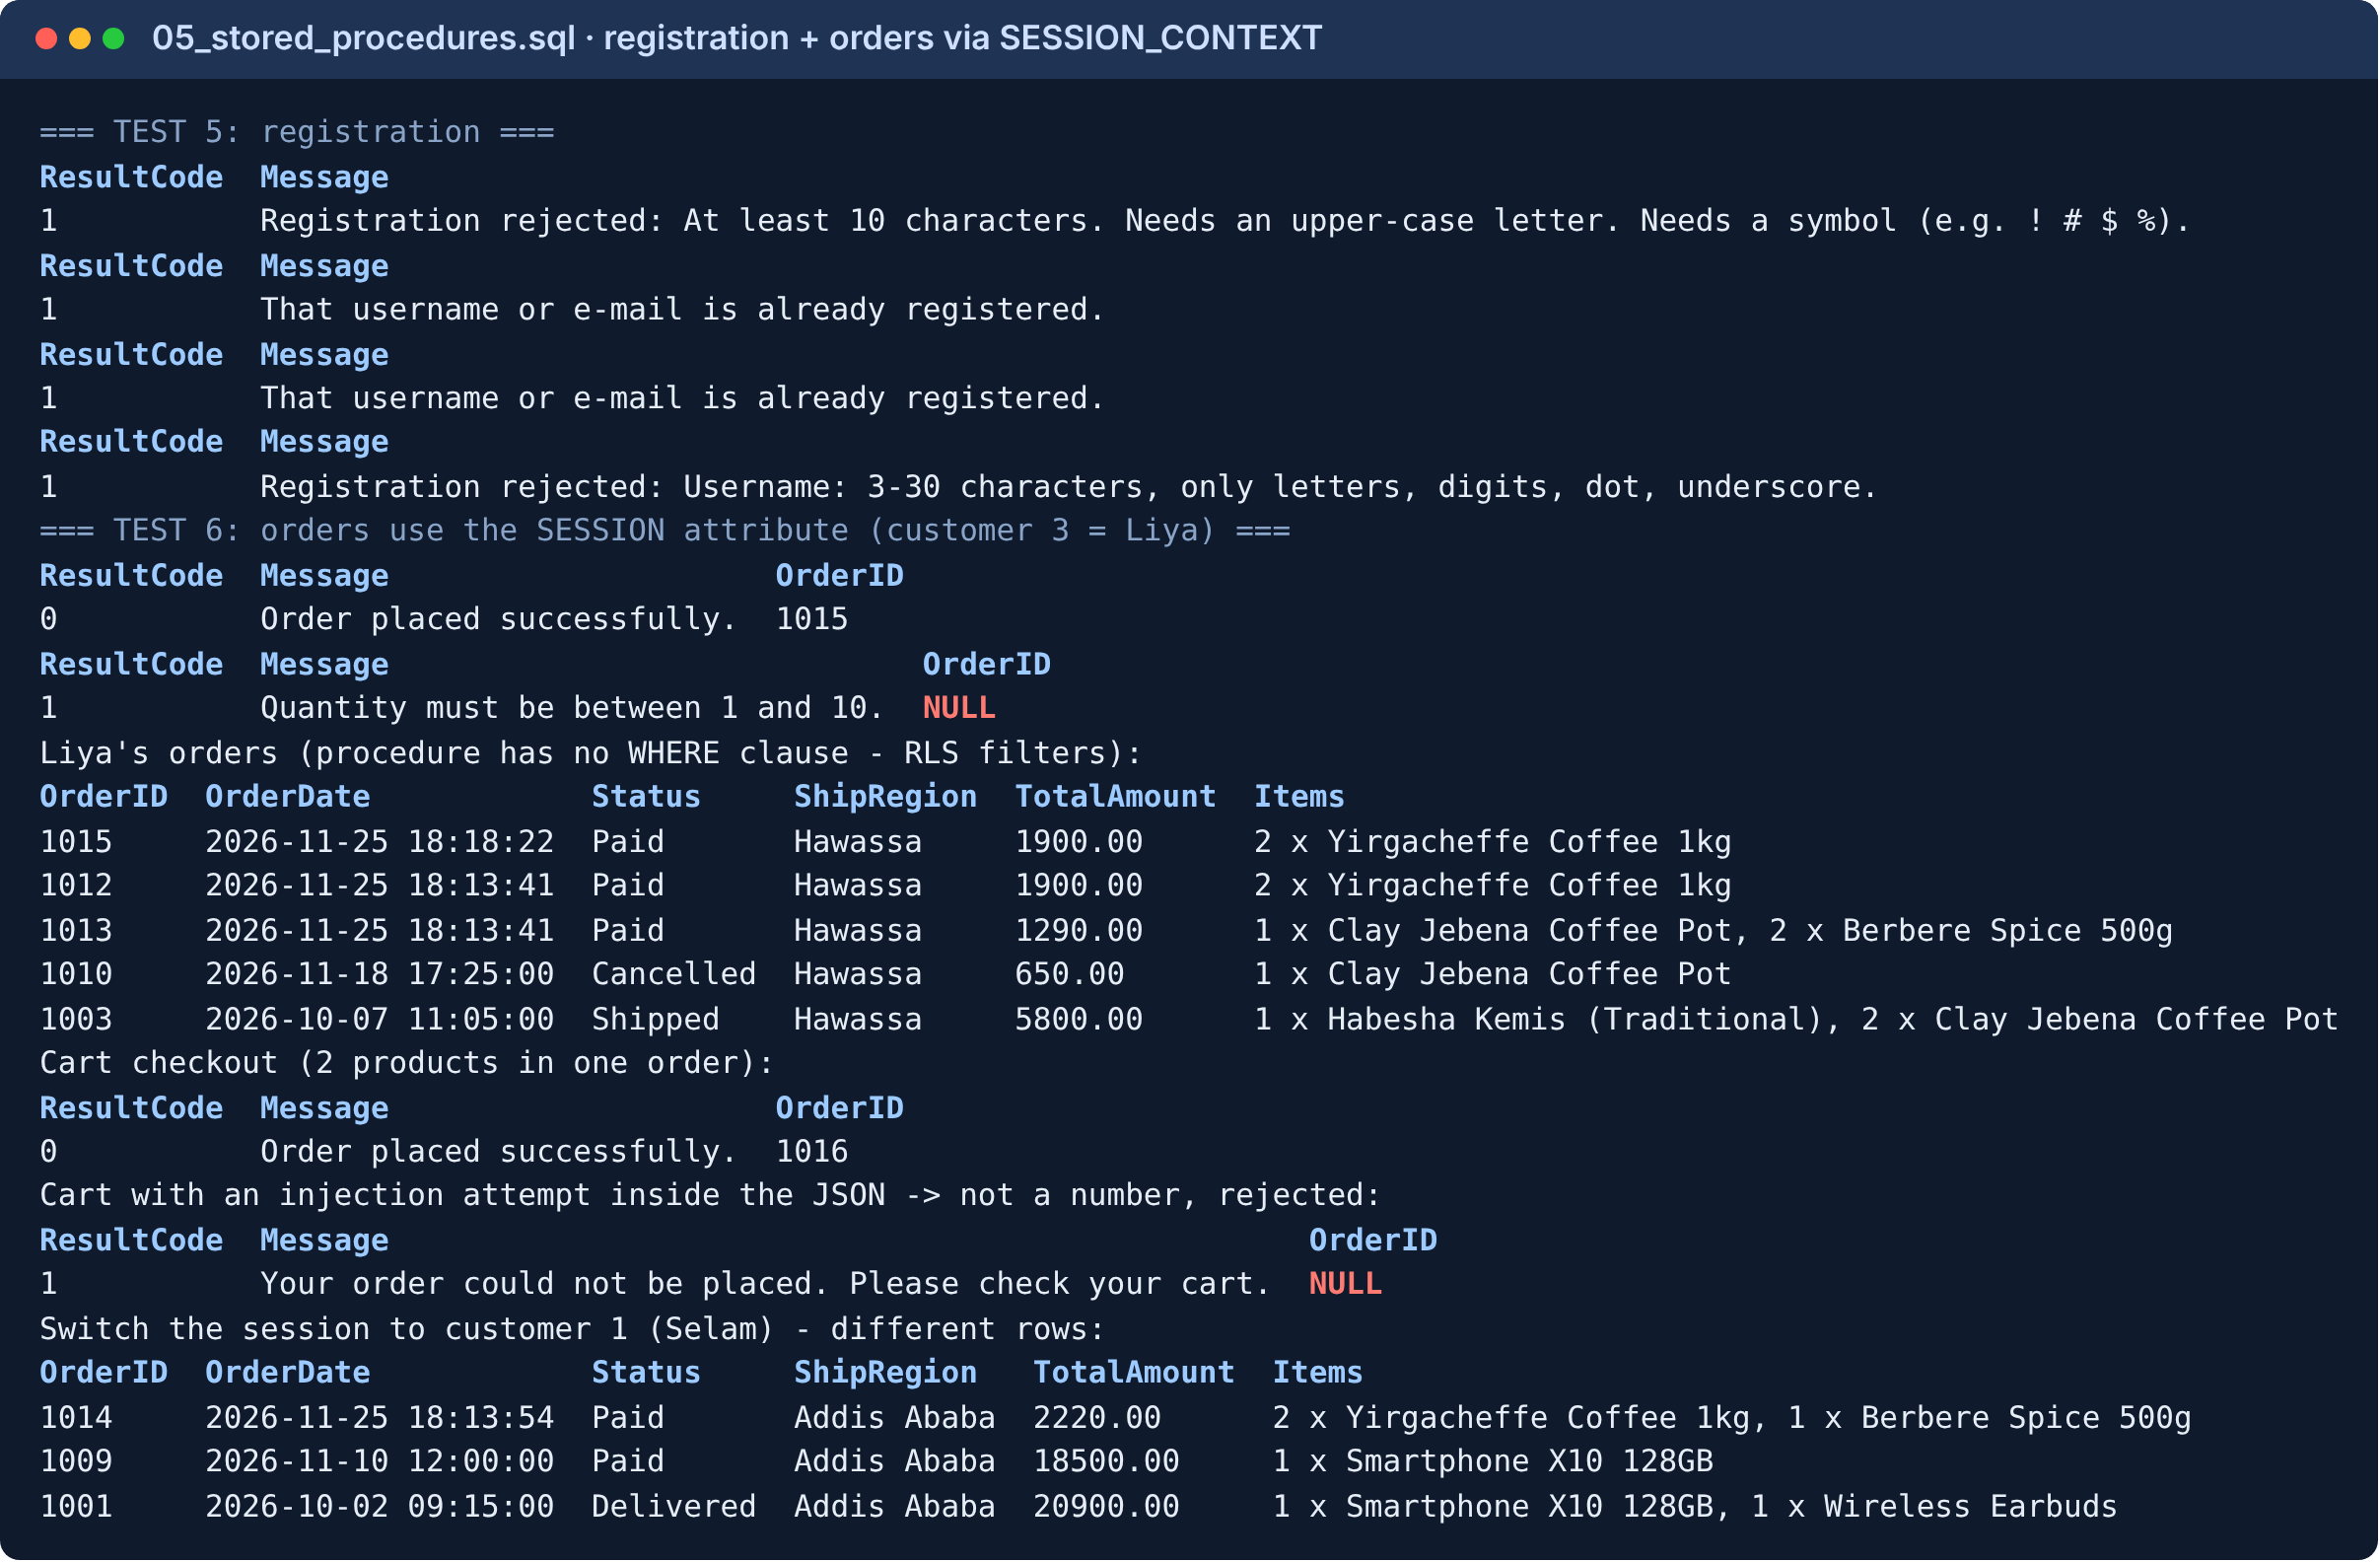 05_stored_procedures.sql · registration + orders via SESSION_CONTEXT
=== TEST 5: registration ===
ResultCode  Message
1           Registration rejected: At least 10 characters. Needs an upper-case letter. Needs a symbol (e.g. ! # $ %).
ResultCode  Message
1           That username or e-mail is already registered.
ResultCode  Message
1           That username or e-mail is already registered.
ResultCode  Message
1           Registration rejected: Username: 3-30 characters, only letters, digits, dot, underscore.
=== TEST 6: orders use the SESSION attribute (customer 3 = Liya) ===
ResultCode  Message                     OrderID
0           Order placed successfully.  1015
ResultCode  Message                             OrderID
1           Quantity must be between 1 and 10.  NULL
Liya's orders (procedure has no WHERE clause - RLS filters):
OrderID  OrderDate            Status     ShipRegion  TotalAmount  Items
1015     2026-11-25 18:18:22  Paid       Hawassa     1900.00      2 x Yirgacheffe Coffee 1kg
1012     2026-11-25 18:13:41  Paid       Hawassa     1900.00      2 x Yirgacheffe Coffee 1kg
1013     2026-11-25 18:13:41  Paid       Hawassa     1290.00      1 x Clay Jebena Coffee Pot, 2 x Berbere Spice 500g
1010     2026-11-18 17:25:00  Cancelled  Hawassa     650.00       1 x Clay Jebena Coffee Pot
1003     2026-10-07 11:05:00  Shipped    Hawassa     5800.00      1 x Habesha Kemis (Traditional), 2 x Clay Jebena Coffee Pot
Cart checkout (2 products in one order):
ResultCode  Message                     OrderID
0           Order placed successfully.  1016
Cart with an injection attempt inside the JSON -> not a number, rejected:
ResultCode  Message                                                  OrderID
1           Your order could not be placed. Please check your cart.  NULL
Switch the session to customer 1 (Selam) - different rows:
OrderID  OrderDate            Status     ShipRegion   TotalAmount  Items
1014     2026-11-25 18:13:54  Paid       Addis Ababa  2220.00      2 x Yirgacheffe Coffee 1kg, 1 x Berbere Spice 500g
1009     2026-11-10 12:00:00  Paid       Addis Ababa  18500.00     1 x Smartphone X10 128GB
1001     2026-10-02 09:15:00  Delivered  Addis Ababa  20900.00     1 x Smartphone X10 128GB, 1 x Wireless Earbuds